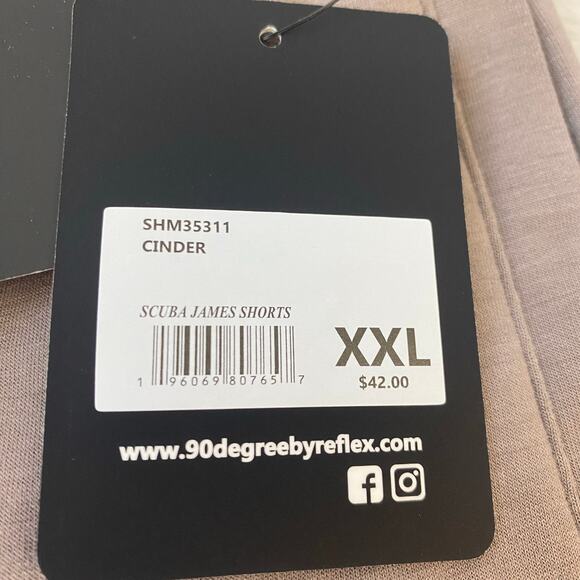 SHM35311
CINDER
SCUBA JAMES SHORTS
1 96069 80765 7
XXL
$42.00
www.90degreebyreflex.com